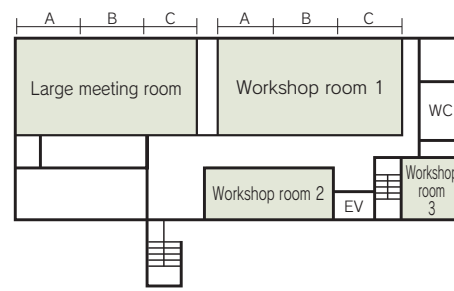 A B C A B C
Large meeting room Workshop room 1
WC
Workshop room 2
EV
Workshop
room
3